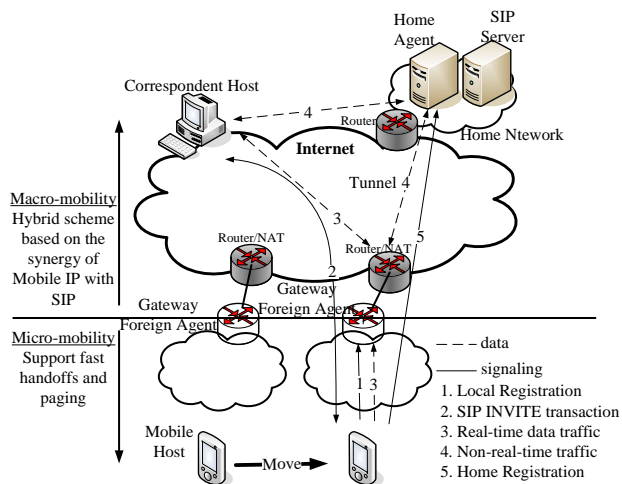 Home
Agent
SIP
Server
Correspondent Host
4
Router
Home Ntework
Internet
Tunnel 4
3
5
Macro-mobility
Hybrid scheme
based on the
synergy of
Mobile IP with
SIP
Router/NAT
Router/NAT
2
Gateway
Foreign Agent
Gateway
Foreign Agent
Micro-mobility
Support fast
handoffs and
paging
1
3
data
signaling
1. Local Registration
2. SIP INVITE transaction
3. Real-time data traffic
4. Non-real-time traffic
5. Home Registration
Mobile
Host
Move